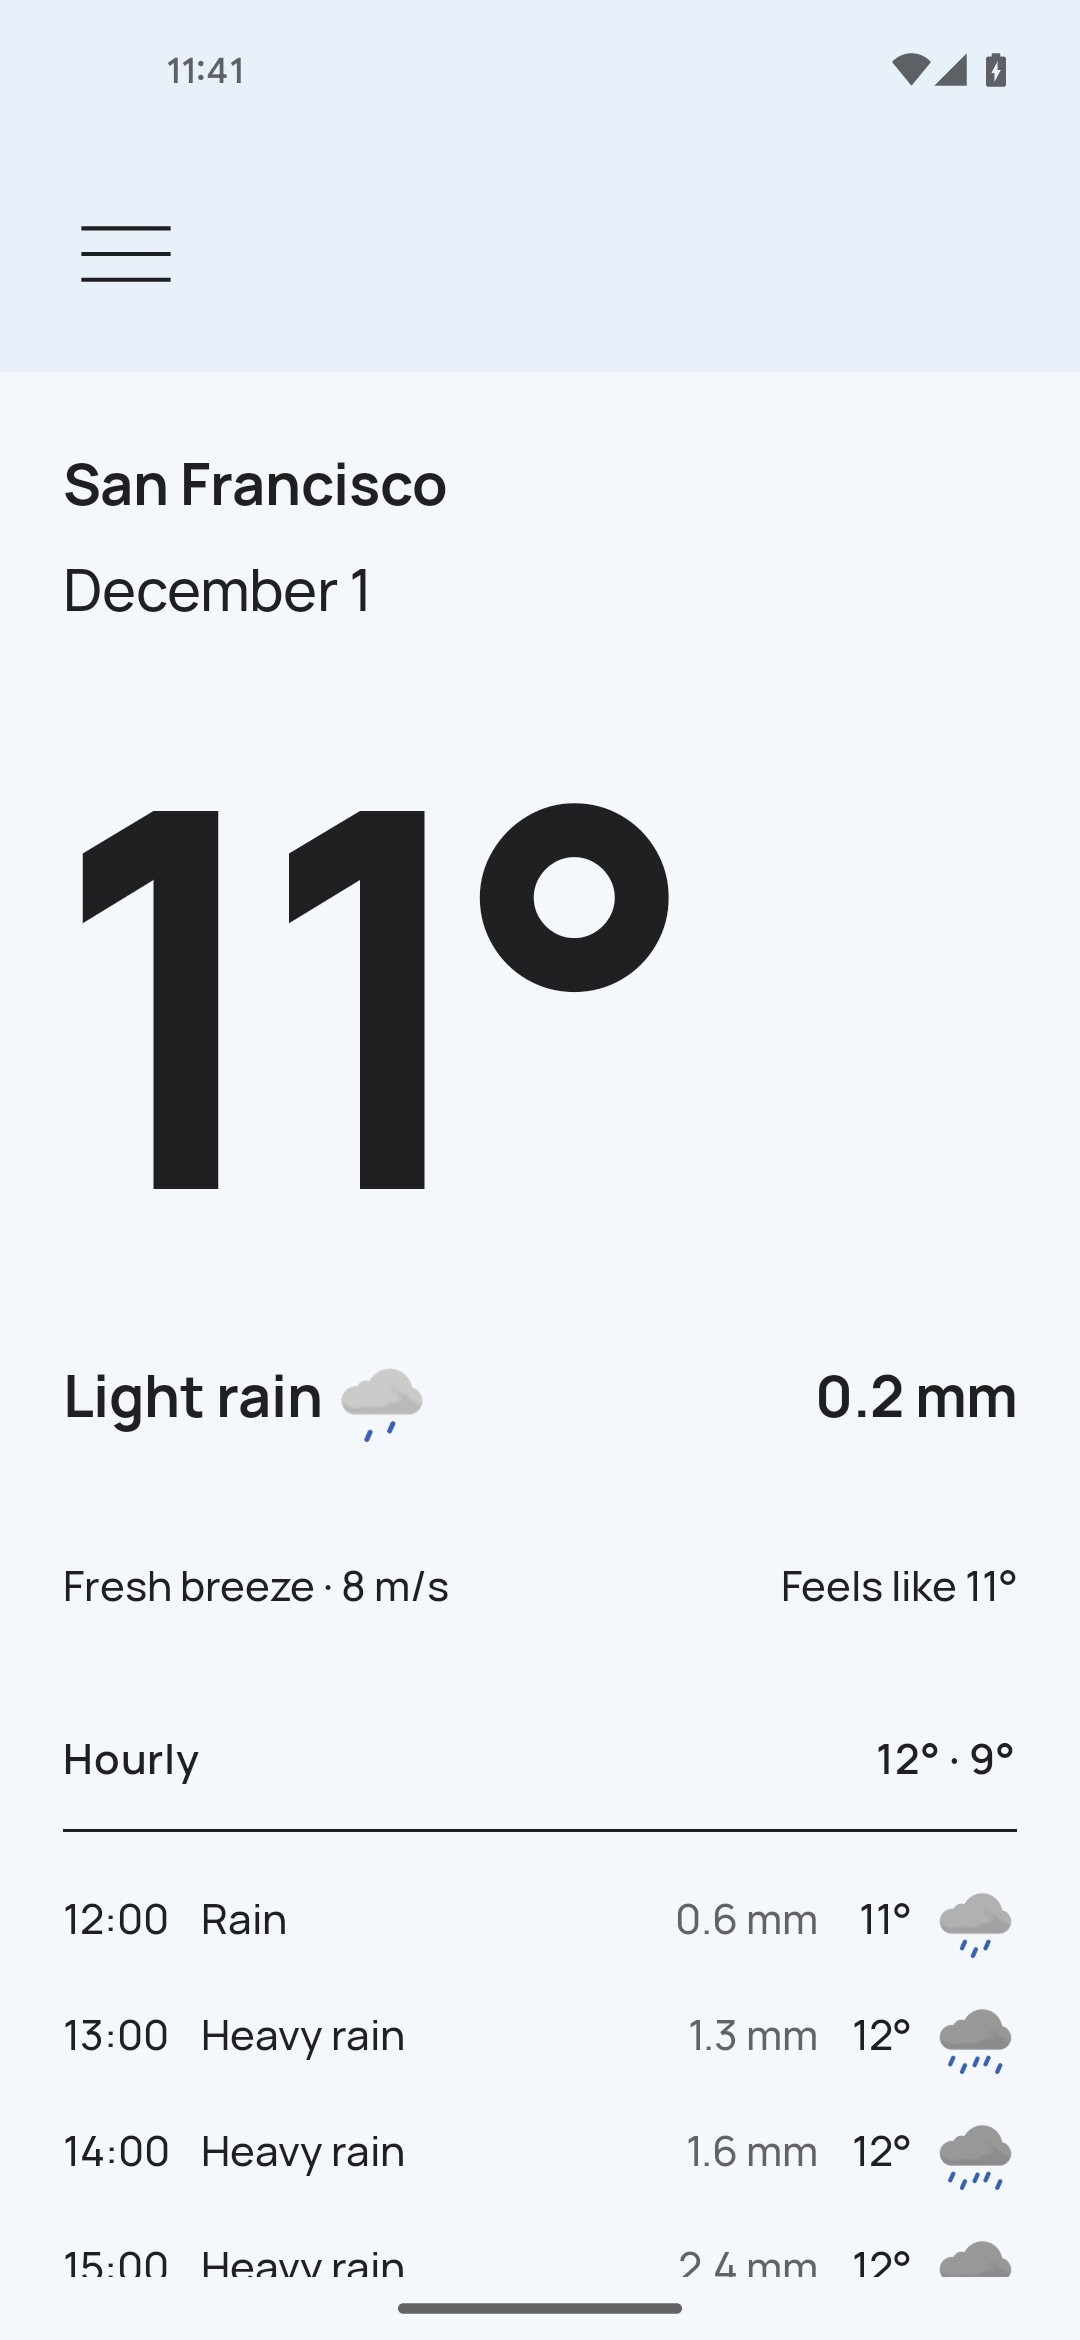 11:41
San Francisco
December 1
11°
Light rain 0.2 mm
Fresh breeze · 8 m/s Feels like 11°
Hourly 12° · 9°
12:00 Rain 0.6 mm 11°
13:00 Heavy rain 1.3 mm 12°
14:00 Heavy rain 1.6 mm 12°
15:00 Heavy rain 2.4 mm 12°